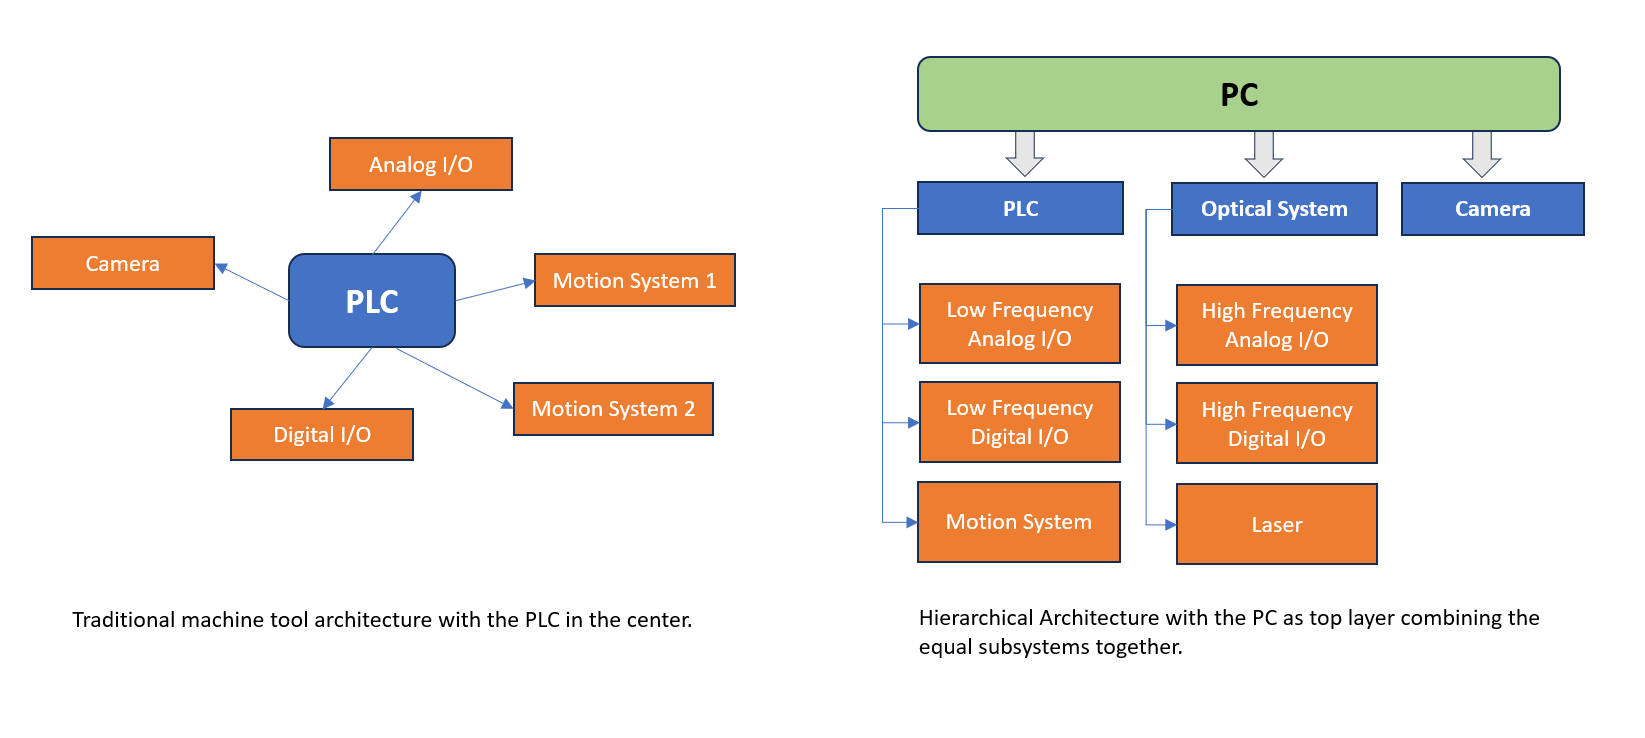 Analog I/O
Camera
PLC
Motion System 1
Motion System 2
Digital I/O
Traditional machine tool architecture with the PLC in the center.
PC
PLC
Optical System
Camera
Low Frequency
Analog I/O
High Frequency
Analog I/O
Low Frequency
Digital I/O
High Frequency
Digital I/O
Motion System
Laser
Hierarchical Architecture with the PC as top layer combining the
equal subsystems together.